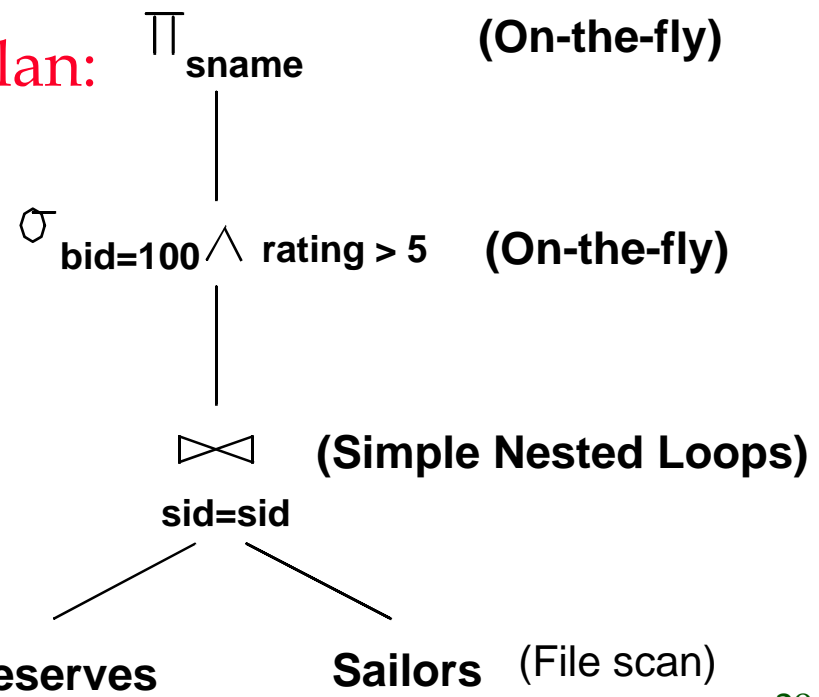 lan:
∏ sname (On-the-fly)
σ bid=100 ∧ rating > 5 (On-the-fly)
⋈ (Simple Nested Loops)
sid=sid
eserves Sailors (File scan)